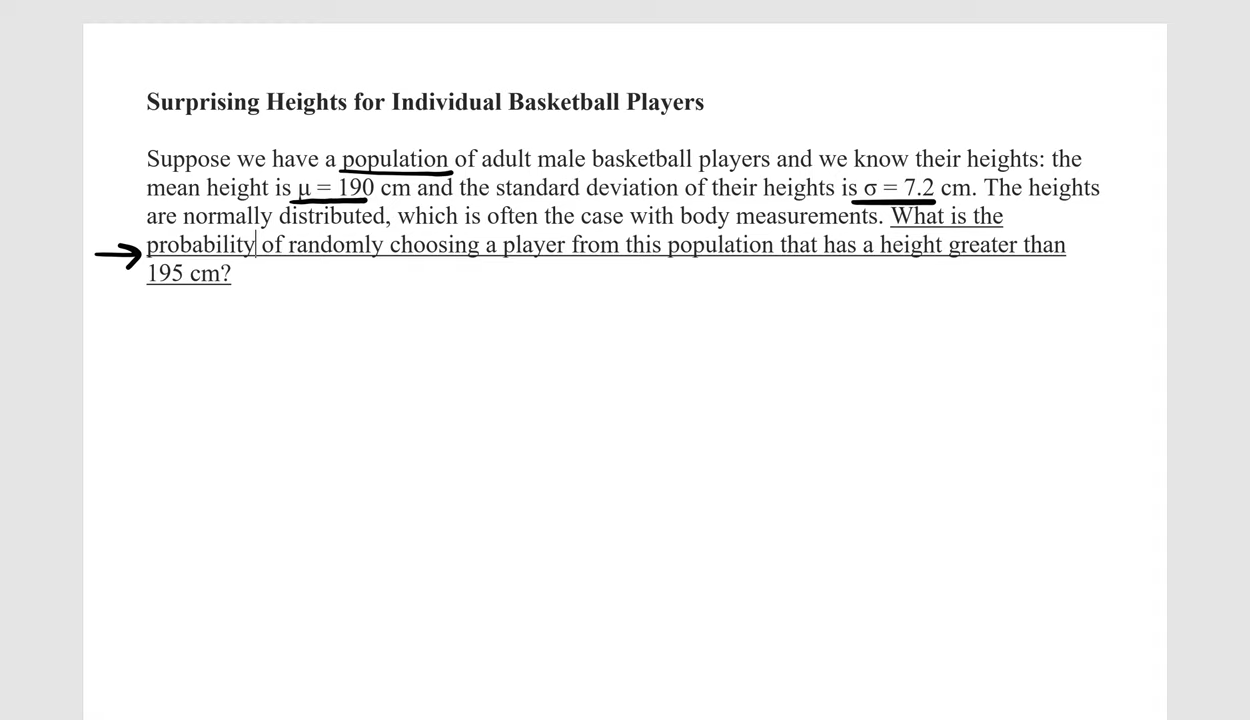 Surprising Heights for Individual Basketball Players
Suppose we have a population of adult male basketball players and we know their heights: the
mean height is μ = 190 cm and the standard deviation of their heights is σ = 7.2 cm. The heights
are normally distributed, which is often the case with body measurements. What is the
probability of randomly choosing a player from this population that has a height greater than
195 cm?